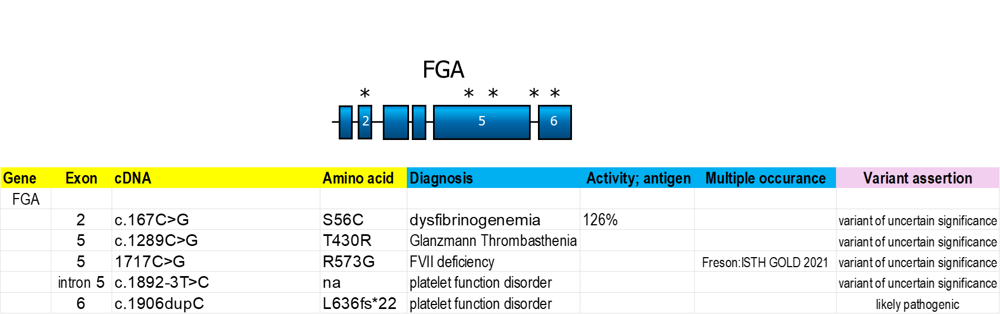 FGA
* * * * *
2 5 6
Gene Exon cDNA Amino acid Diagnosis Activity; antigen Multiple occurance Variant assertion
FGA
2 c.167C>G S56C dysfibrinogenemia 126% variant of uncertain significance
5 c.1289C>G T430R Glanzmann Thrombasthenia variant of uncertain significance
5 1717C>G R573G FVII deficiency Freson:ISTH GOLD 2021 variant of uncertain significance
intron 5 c.1892-3T>C na platelet function disorder variant of uncertain significance
6 c.1906dupC L636fs*22 platelet function disorder likely pathogenic